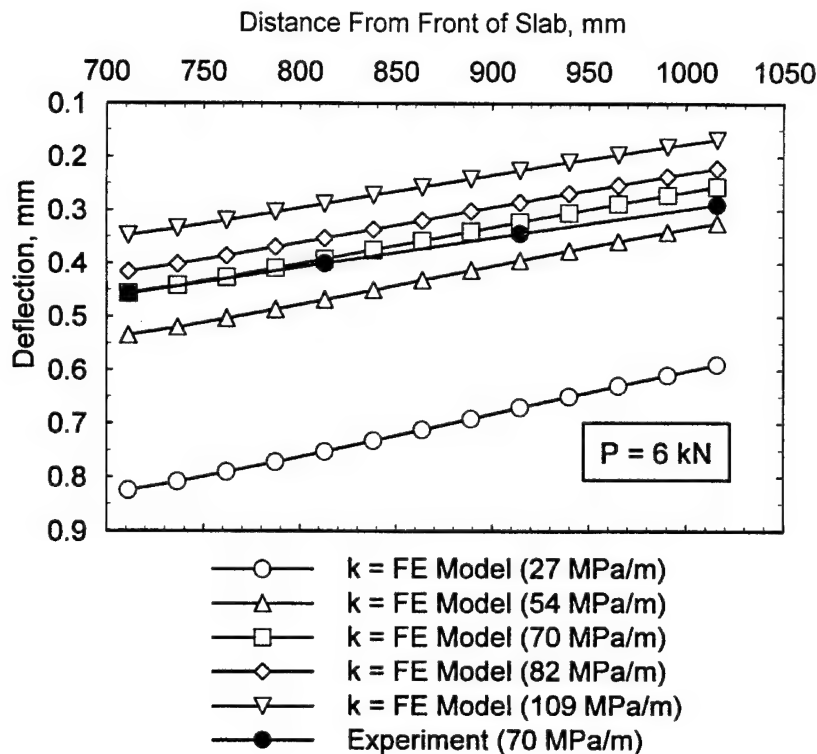 Distance From Front of Slab, mm
700 750 800 850 900 950 1000 1050
Deflection, mm
0.1
0.2
0.3
0.4
0.5
0.6
0.7
0.8
0.9
P = 6 kN
k = FE Model (27 MPa/m)
k = FE Model (54 MPa/m)
k = FE Model (70 MPa/m)
k = FE Model (82 MPa/m)
k = FE Model (109 MPa/m)
Experiment (70 MPa/m)